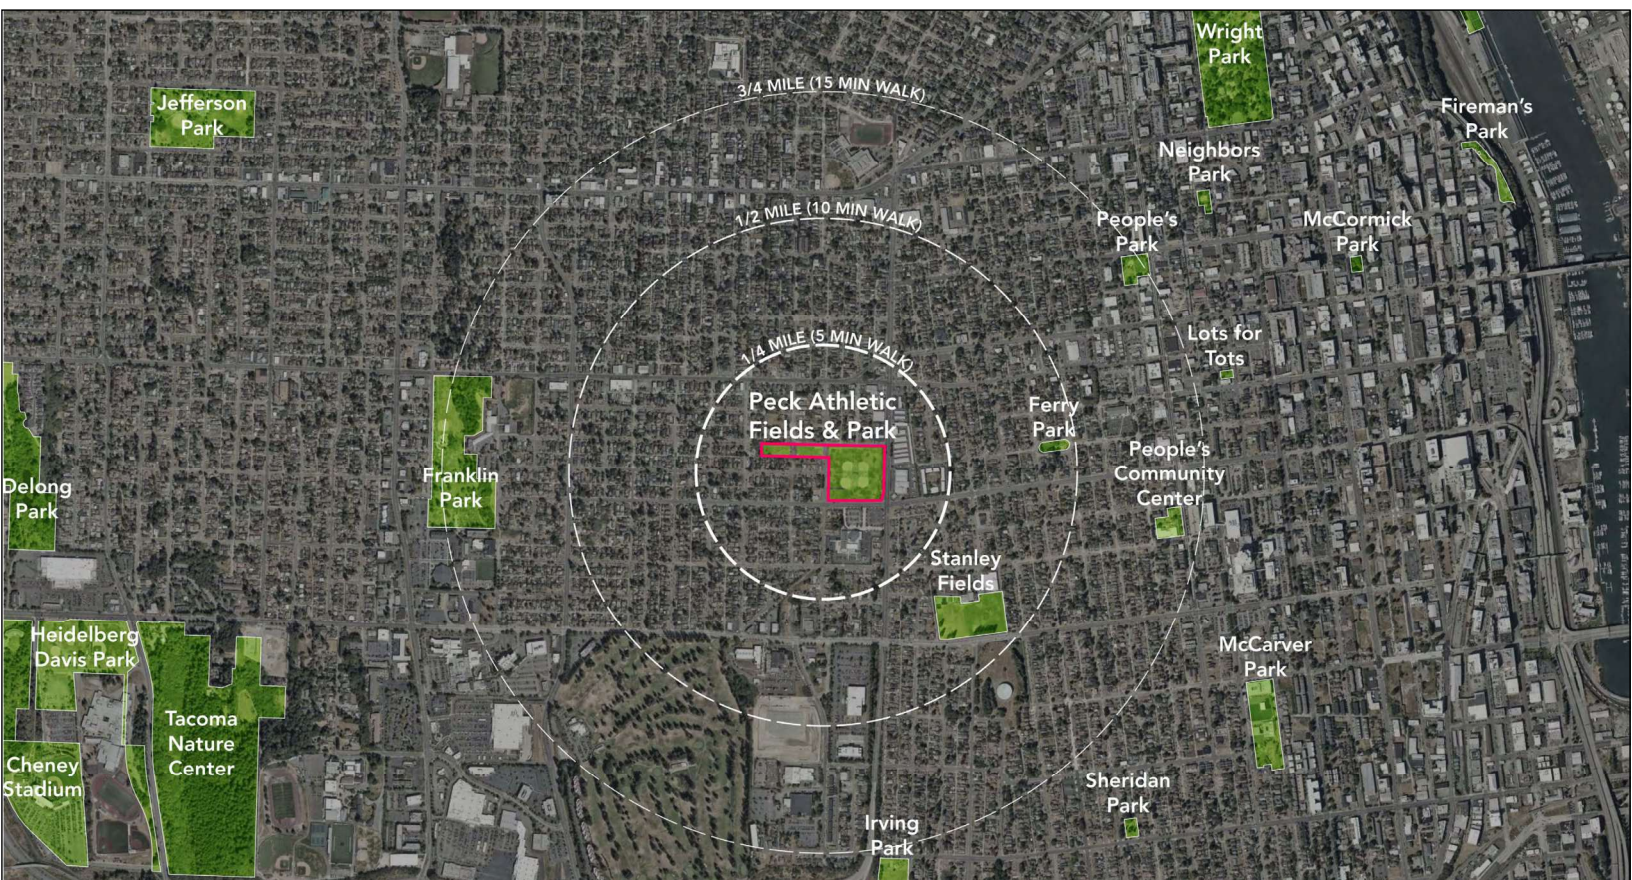 Wright
Park
3/4 MILE (15 MIN WALK)
Jefferson
Park
Fireman's
Park
Neighbors
Park
1/2 MILE (10 MIN WALK)
People's
Park
McCormick
Park
Lots for
Tots
1/4 MILE (5 MIN WALK)
Peck Athletic
Fields & Park
Ferry
Park
People's
Community
Center
Franklin
Park
Delong
Park
Stanley
Fields
Heidelberg
Davis Park
McCarver
Park
Tacoma
Nature
Center
Cheney
Stadium
Sheridan
Park
Irving
Park